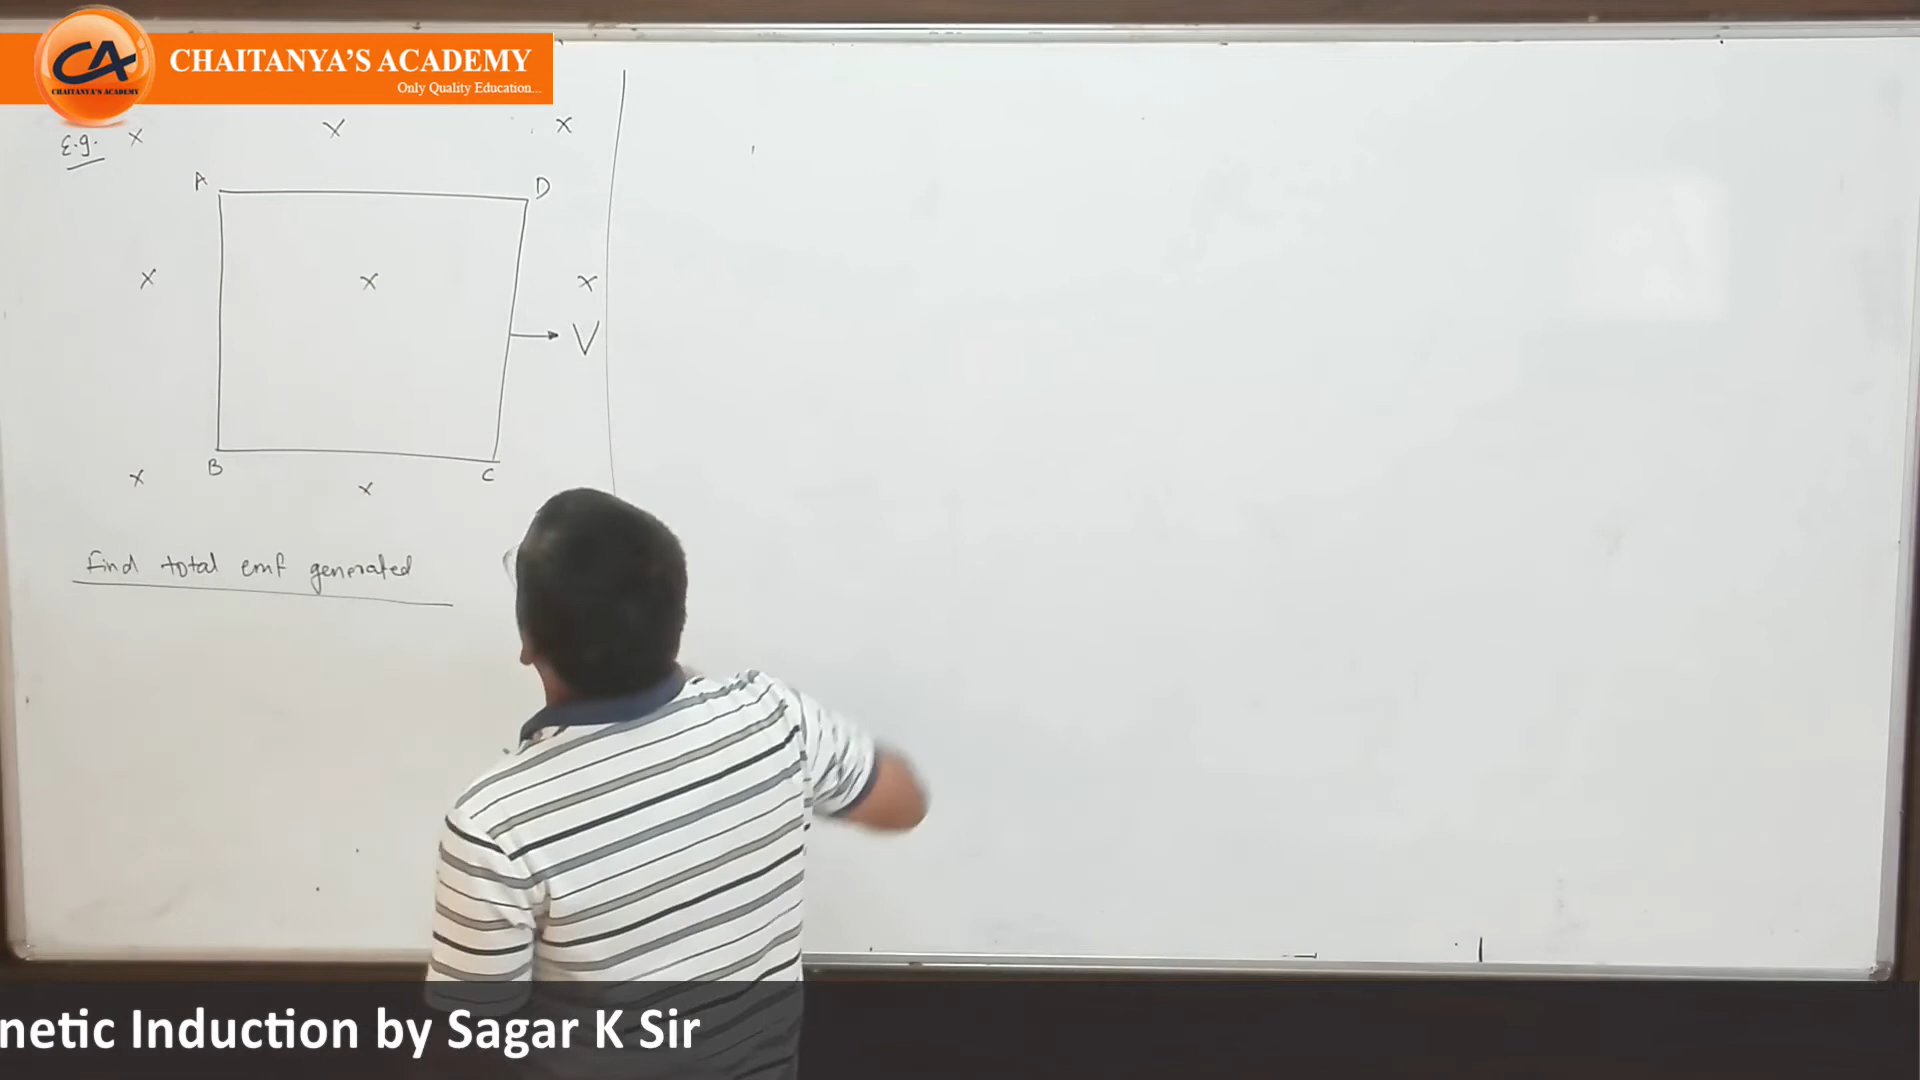 CA
CHAITANYA'S ACADEMY
CHAITANYA'S ACADEMY
Only Quality Education...
E.g. x x x
A D
x x x
V
B C
x x
Find total emf generated
netic Induction by Sagar K Sir